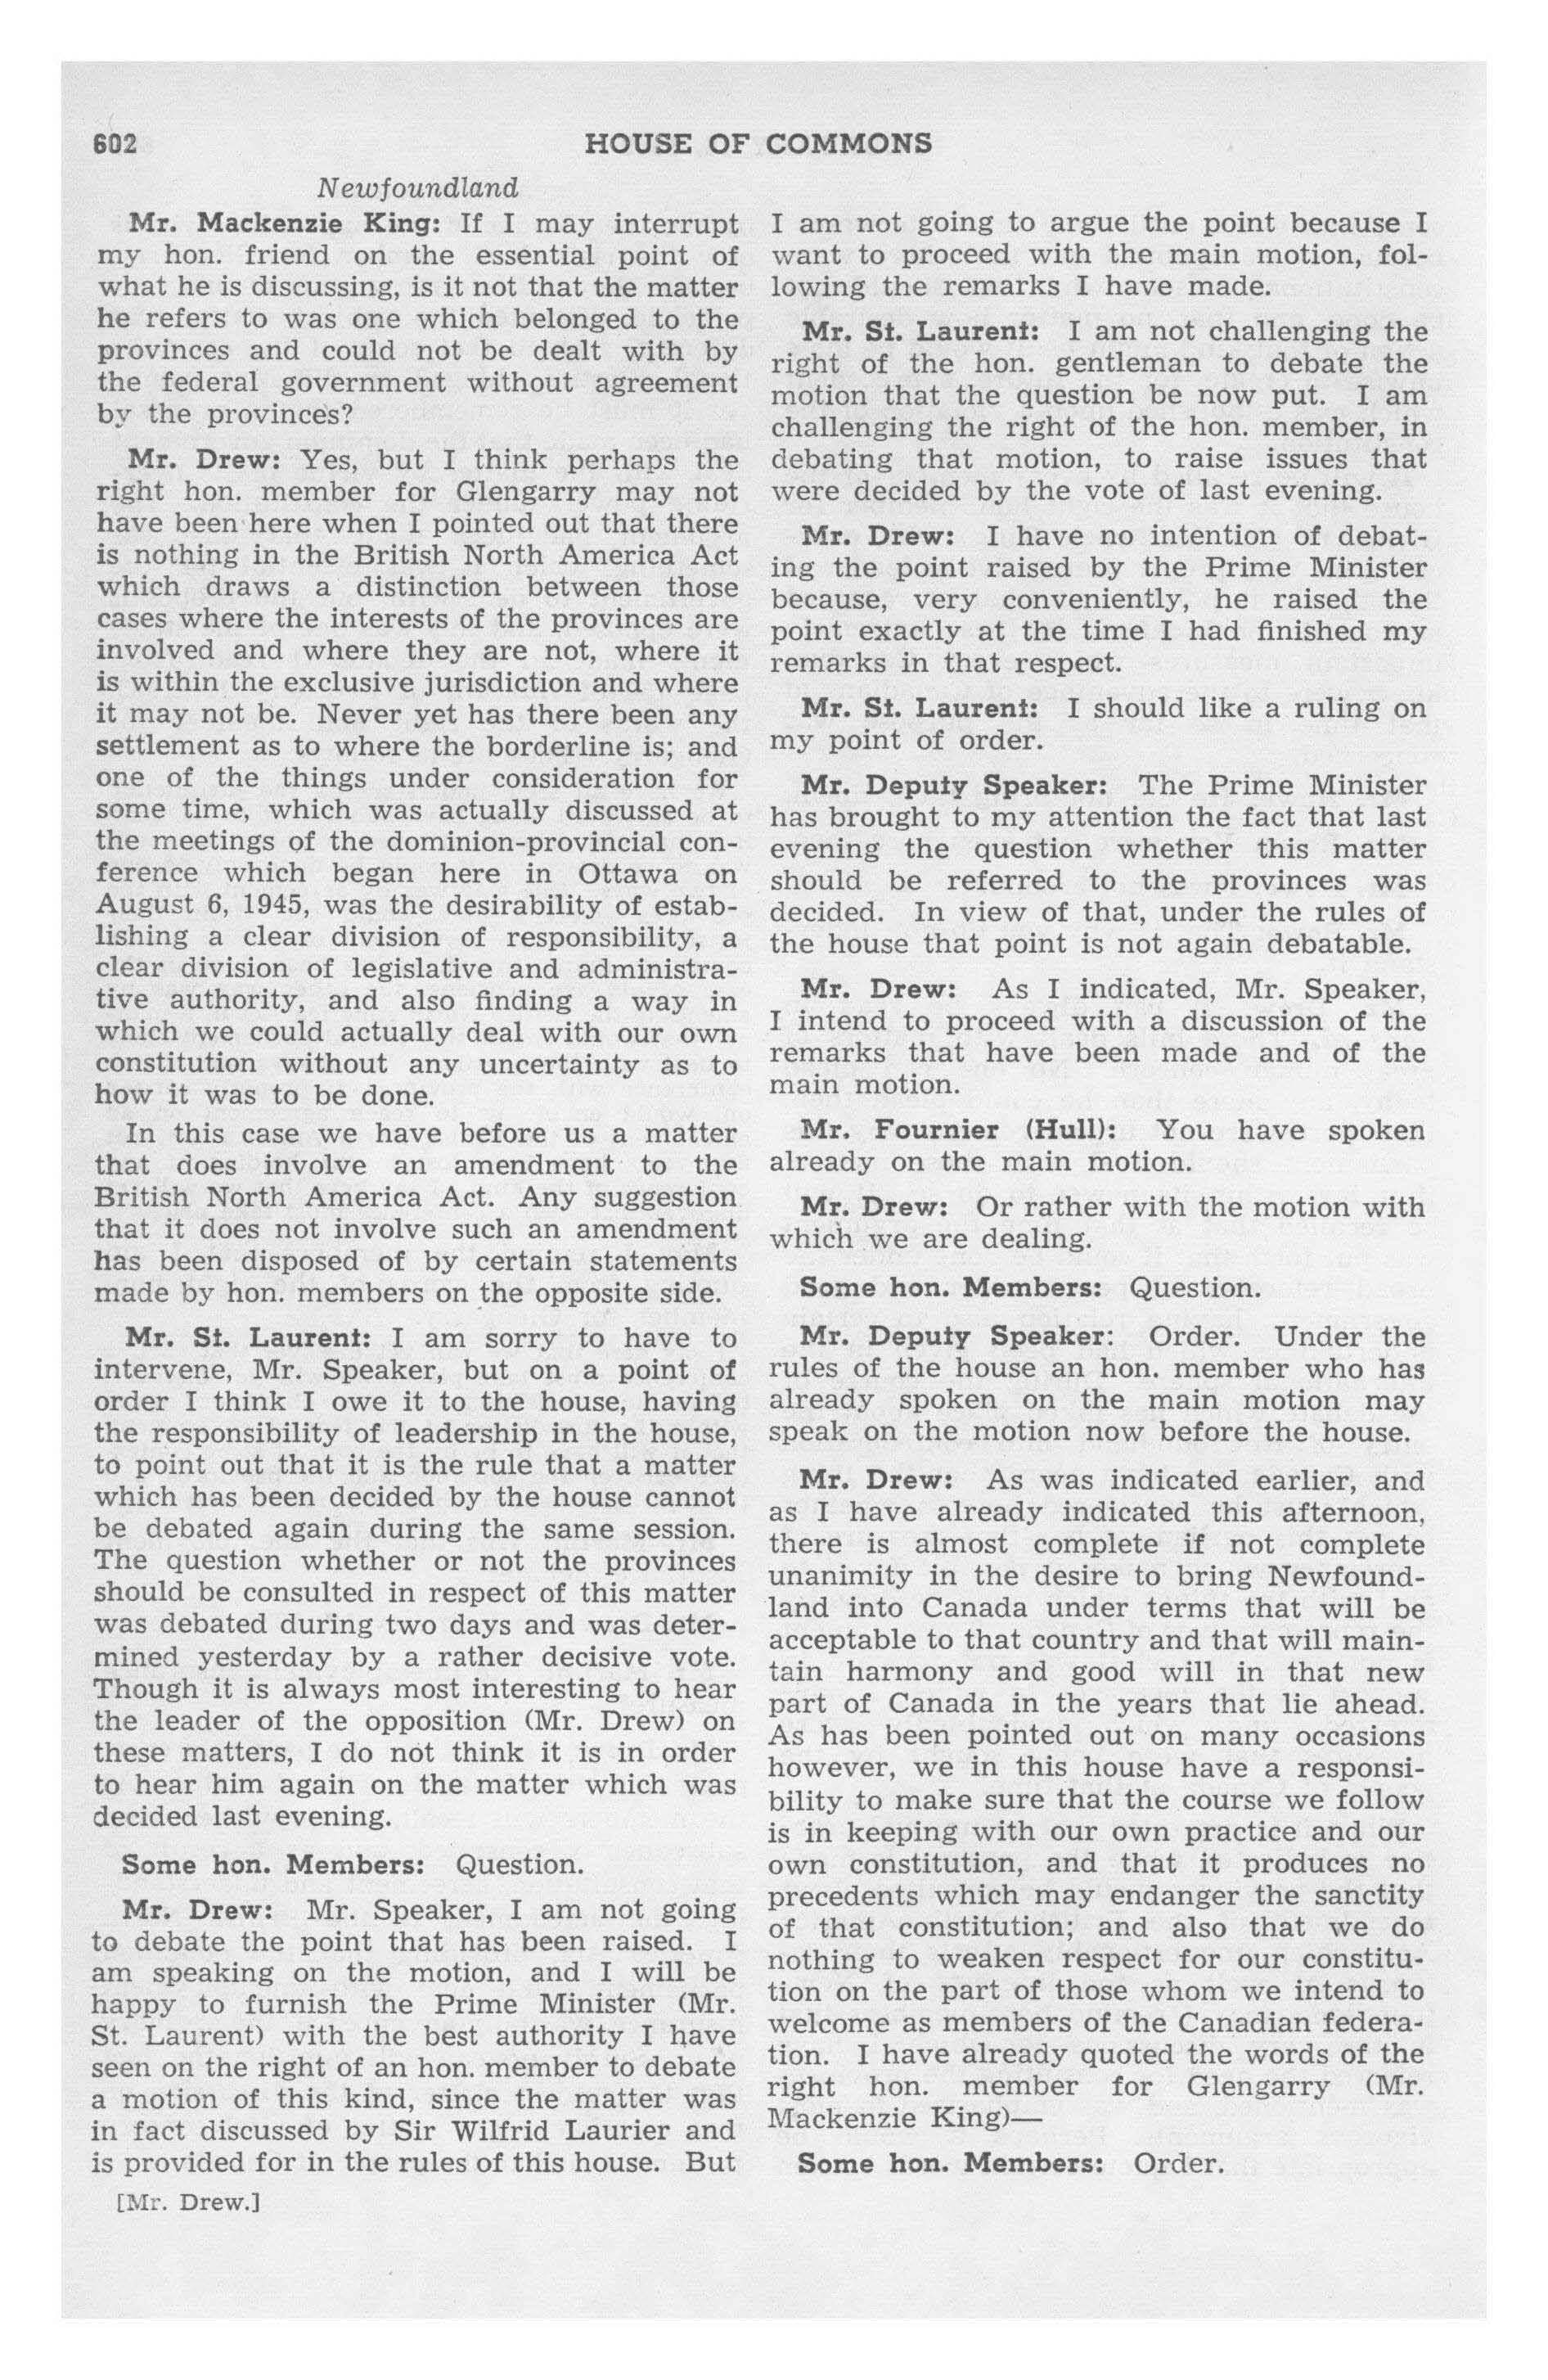 602
HOUSE OF COMMONS
Newfoundland
Mr. Mackenzie King: If I may interrupt
my hon. friend on the essential point of
what he is discussing, is it not that the matter
he refers to was one which belonged to the
provinces and could not be dealt with by
the federal government without agreement
by the provinces?
Mr. Drew: Yes, but I think perhaps the
right hon. member for Glengarry may not
have been here when I pointed out that there
is nothing in the British North America Act
which draws a distinction between those
cases where the interests of the provinces are
involved and where they are not, where it
is within the exclusive jurisdiction and where
it may not be. Never yet has there been any
settlement as to where the borderline is; and
one of the things under consideration for
some time, which was actually discussed at
the meetings of the dominion-provincial con-
ference which began here in Ottawa on
August 6, 1945, was the desirability of estab-
lishing a clear division of responsibility, a
clear division of legislative and administra-
tive authority, and also finding a way in
which we could actually deal with our own
constitution without any uncertainty as to
how it was to be done.
In this case we have before us a matter
that does involve an amendment to the
British North America Act. Any suggestion
that it does not involve such an amendment
has been disposed of by certain statements
made by hon. members on the opposite side.
Mr. St. Laurent: I am sorry to have to
intervene, Mr. Speaker, but on a point of
order I think I owe it to the house, having
the responsibility of leadership in the house,
to point out that it is the rule that a matter
which has been decided by the house cannot
be debated again during the same session.
The question whether or not the provinces
should be consulted in respect of this matter
was debated during two days and was deter-
mined yesterday by a rather decisive vote.
Though it is always most interesting to hear
the leader of the opposition (Mr. Drew) on
these matters, I do not think it is in order
to hear him again on the matter which was
decided last evening.
Some hon. Members: Question.
Mr. Drew: Mr. Speaker, I am not going
to debate the point that has been raised. I
am speaking on the motion, and I will be
happy to furnish the Prime Minister (Mr.
St. Laurent) with the best authority I have
seen on the right of an hon. member to debate
a motion of this kind, since the matter was
in fact discussed by Sir Wilfrid Laurier and
is provided for in the rules of this house. But
[Mr. Drew.]
I am not going to argue the point because I
want to proceed with the main motion, fol-
lowing the remarks I have made.
Mr. St. Laurent: I am not challenging the
right of the hon. gentleman to debate the
motion that the question be now put. I am
challenging the right of the hon. member, in
debating that motion, to raise issues that
were decided by the vote of last evening.
Mr. Drew: I have no intention of debat-
ing the point raised by the Prime Minister
because, very conveniently, he raised the
point exactly at the time I had finished my
remarks in that respect.
Mr. St. Laurent: I should like a ruling on
my point of order.
Mr. Deputy Speaker: The Prime Minister
has brought to my attention the fact that last
evening the question whether this matter
should be referred to the provinces was
decided. In view of that, under the rules of
the house that point is not again debatable.
Mr. Drew: As I indicated, Mr. Speaker,
I intend to proceed with a discussion of the
remarks that have been made and of the
main motion.
Mr. Fournier (Hull): You have spoken
already on the main motion.
Mr. Drew: Or rather with the motion with
which we are dealing.
Some hon. Members: Question.
Mr. Deputy Speaker: Order. Under the
rules of the house an hon. member who has
already spoken on the main motion may
speak on the motion now before the house.
Mr. Drew: As was indicated earlier, and
as I have already indicated this afternoon,
there is almost complete if not complete
unanimity in the desire to bring Newfound-
land into Canada under terms that will be
acceptable to that country and that will main-
tain harmony and good will in that new
part of Canada in the years that lie ahead.
As has been pointed out on many occasions
however, we in this house have a responsi-
bility to make sure that the course we follow
is in keeping with our own practice and our
own constitution, and that it produces no
precedents which may endanger the sanctity
of that constitution; and also that we do
nothing to weaken respect for our constitu-
tion on the part of those whom we intend to
welcome as members of the Canadian federa-
tion. I have already quoted the words of the
right hon. member for Glengarry (Mr.
Mackenzie King)—
Some hon. Members: Order.